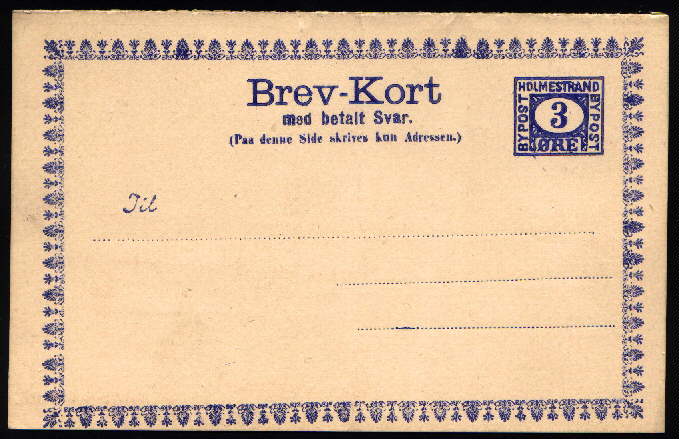 Brev-Kort
med betalt Svar.
(Paa denne Side skrives kun Adressen.)
HOLMESTRAND
BYPOST
3
BYPOST
ØRE
Til